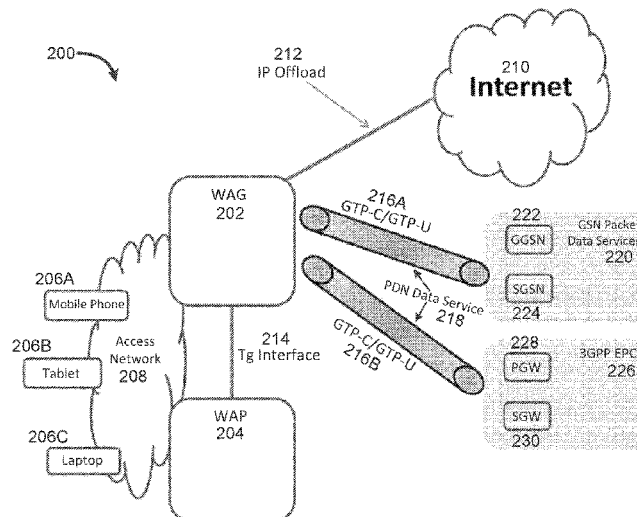 200
212
IP Offload
210
Internet
WAG
202
216A
GTP-C/GTP-U
222
GGSN
GSN Packet
Data Services
220
SGSN
224
PDN Data Service
218
206A
Mobile Phone
206B
Tablet
Access
Network
208
214
Tg Interface
GTP-C/GTP-U
216B
228
PGW
3GPP EPC
226
SGW
230
206C
Laptop
WAP
204